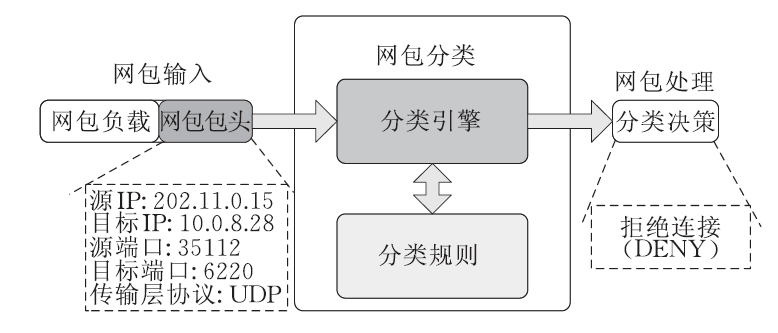 网包输入
网包负载
网包包头
源IP: 202.11.0.15
目标IP: 10.0.8.28
源端口: 35112
目标端口: 6220
传输层协议: UDP
网包分类
分类引擎
分类规则
网包处理
分类决策
拒绝连接
(DENY)